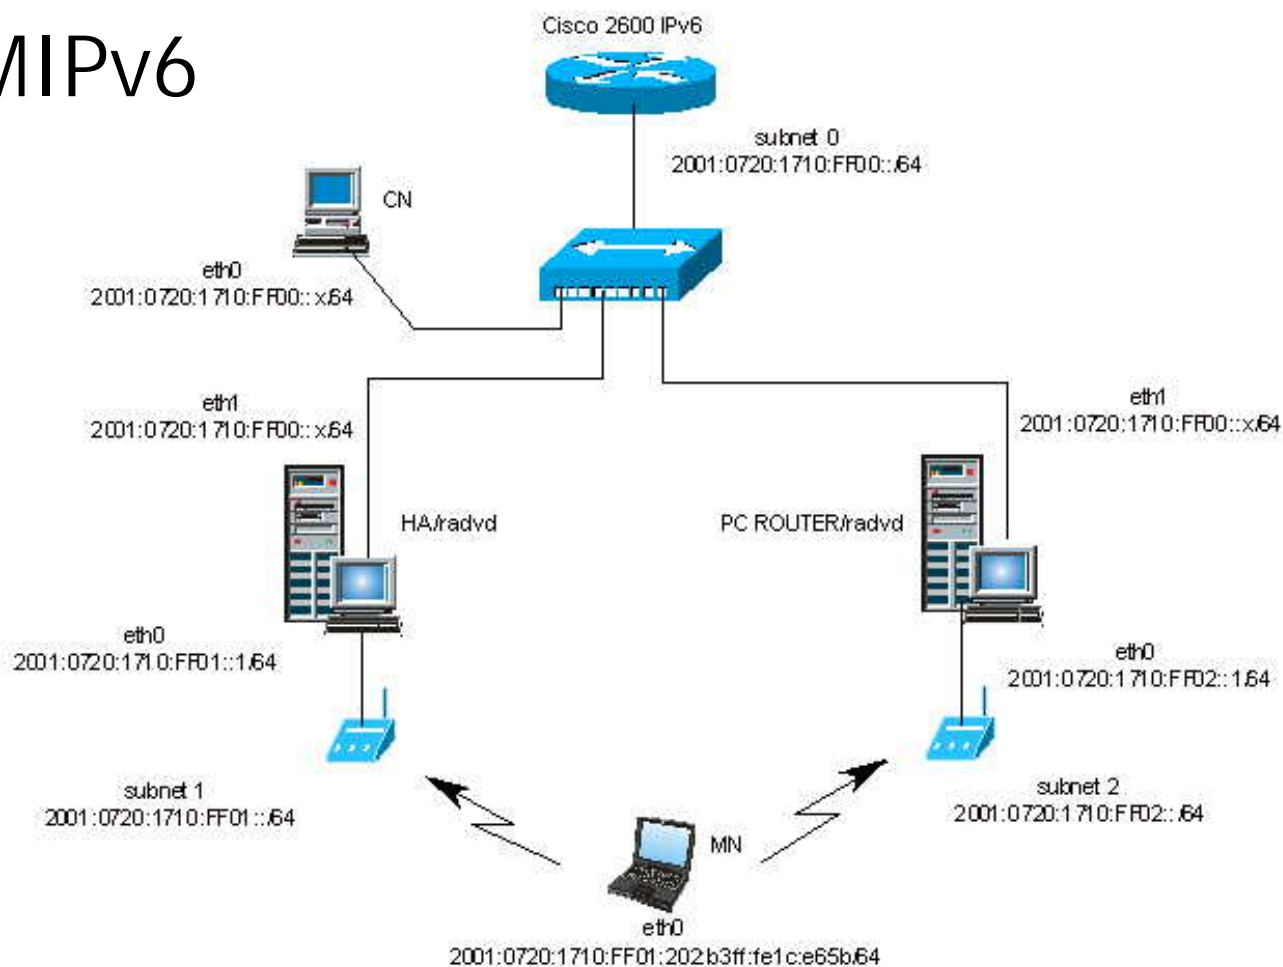 MIPv6
Cisco 2600 IPv6
subnet 0
2001:0720:1710:FF00::/64
CN
eth0
2001:0720:1710:FF00::x/64
eth1
2001:0720:1710:FF00::x/64
eth1
2001:0720:1710:FF00::x/64
HA/radvd
PC ROUTER/radvd
eth0
2001:0720:1710:FF01::1/64
eth0
2001:0720:1710:FF02::1/64
subnet 1
2001:0720:1710:FF01::/64
subnet 2
2001:0720:1710:FF02::/64
MN
eth0
2001:0720:1710:FF01:202:b3ff:fe1c:e65b/64